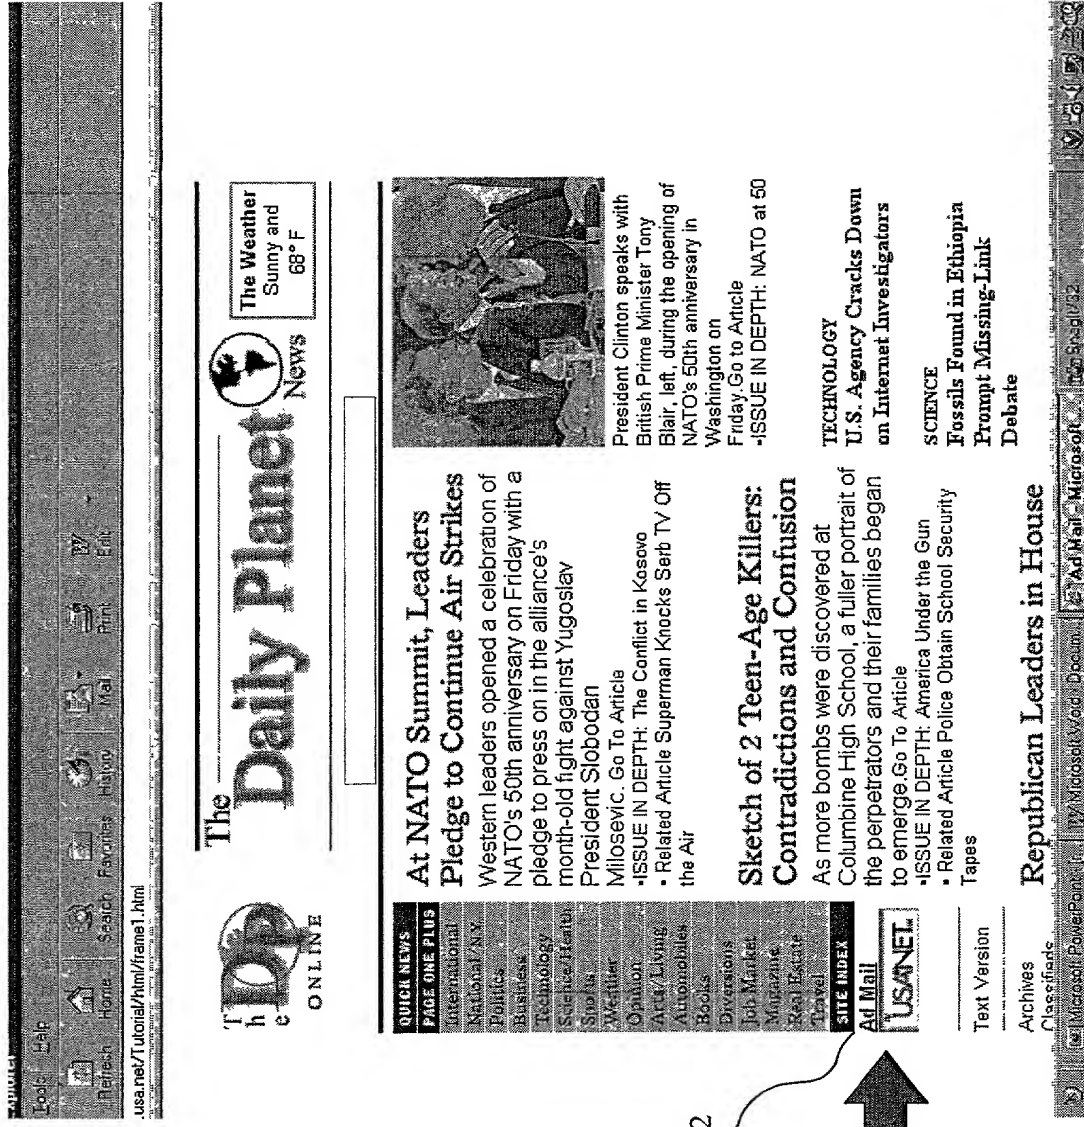 Tools Help
Refresh Home Search Favorites History Mail Print Edit
.usa.net/Tutorial/html/frame1.html
The
DP
ONLINE
The
Daily Planet
News
The Weather
Sunny and
68° F
QUICK NEWS
PAGE ONE PLUS
International
National/N.Y.
Politics
Business
Technology
Science/Health
Sports
Weather
Opinion
Arts/Living
Automobiles
Books
Diversions
Job Market
Magazine
Real Estate
Travel
SITE INDEX
Ad Mail
USA.NET
Text Version
Archives
Classifieds
2
At NATO Summit, Leaders
Pledge to Continue Air Strikes
Western leaders opened a celebration of
NATO's 50th anniversary on Friday with a
pledge to press on in the alliance's
month-old fight against Yugoslav
President Slobodan
Milosevic. Go To Article
•ISSUE IN DEPTH: The Conflict in Kosovo
• Related Article Superman Knocks Serb TV Off
the Air
Sketch of 2 Teen-Age Killers:
Contradictions and Confusion
As more bombs were discovered at
Columbine High School, a fuller portrait of
the perpetrators and their families began
to emerge.Go To Article
•ISSUE IN DEPTH: America Under the Gun
• Related Article Police Obtain School Security
Tapes
Republican Leaders in House
President Clinton speaks with
British Prime Minister Tony
Blair, left, during the opening of
NATO's 50th anniversary in
Washington on
Friday.Go to Article
•ISSUE IN DEPTH: NATO at 50
TECHNOLOGY
U.S. Agency Cracks Down
on Internet Investigators
SCIENCE
Fossils Found in Ethiopia
Prompt Missing-Link
Debate
Microsoft PowerPoint Microsoft Word - Docum... Ad Mail - Microsoft...